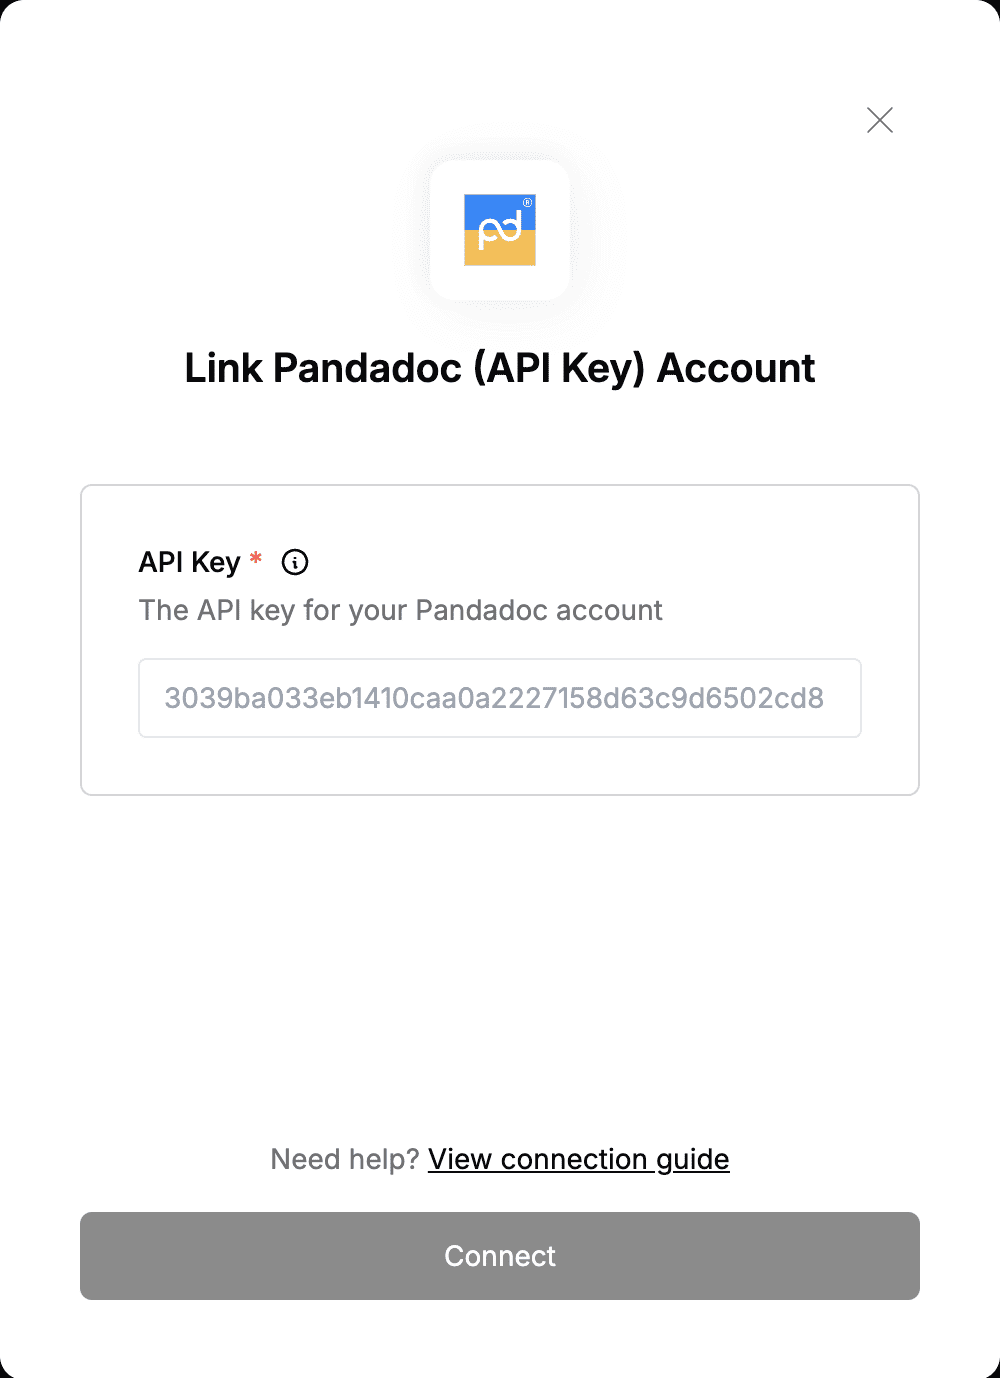 pd®
Link Pandadoc (API Key) Account
API Key *
The API key for your Pandadoc account
3039ba033eb1410caa0a2227158d63c9d6502cd8
Need help? View connection guide
Connect